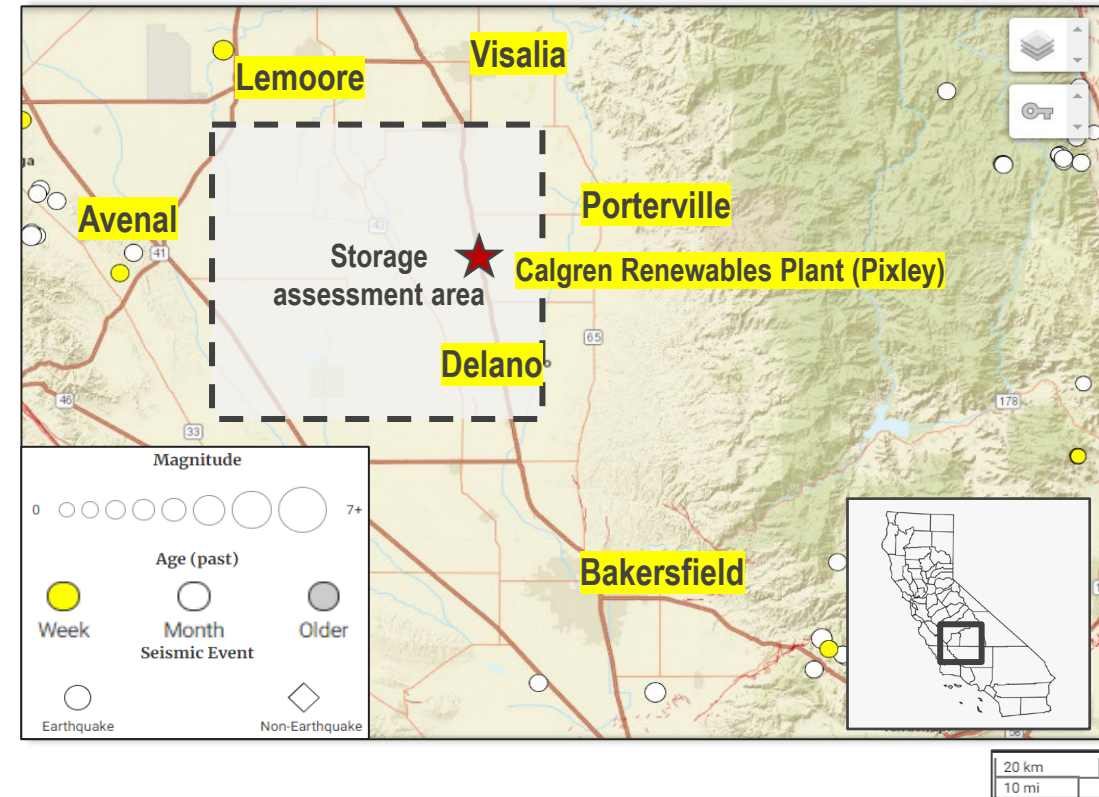 Visalia
Lemoore
Avenal
41
43
Porterville
Storage
assessment area
Calgren Renewables Plant (Pixley)
65
Delano
46
33
178
Magnitude
0
7+
Age (past)
Week
Month
Older
Seismic Event
Earthquake
Non-Earthquake
Bakersfield
20 km
10 mi